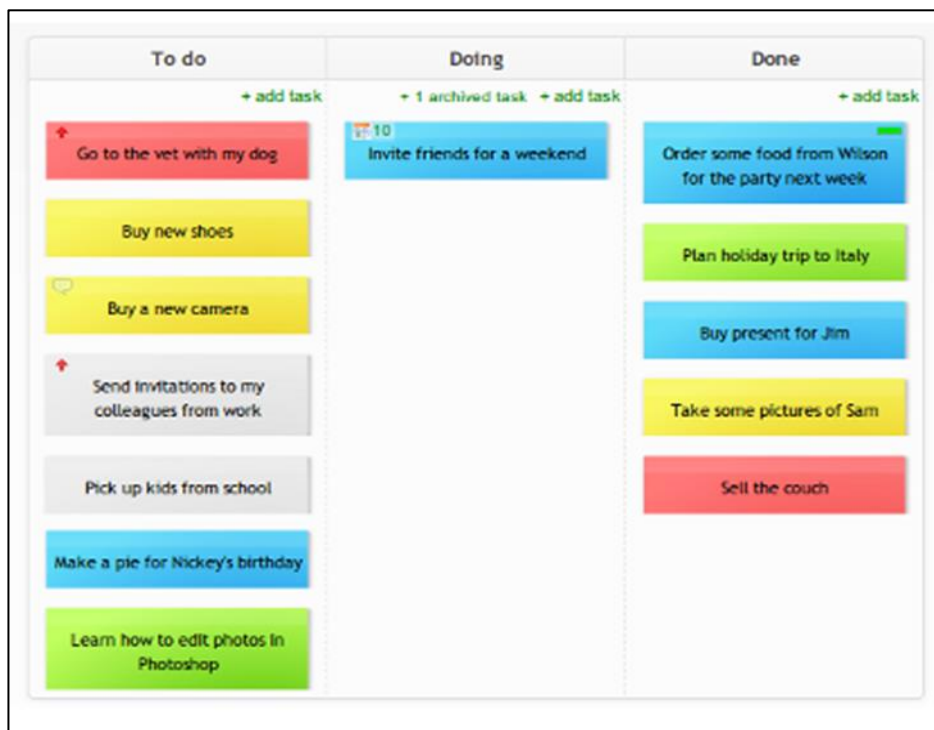 To do
+ add task
Go to the vet with my dog
Buy new shoes
Buy a new camera
Send invitations to my
colleagues from work
Pick up kids from school
Make a pie for Nickey's birthday
Learn how to edit photos in
Photoshop
Doing
+ 1 archived task + add task
10
Invite friends for a weekend
Done
+ add task
Order some food from Wilson
for the party next week
Plan holiday trip to Italy
Buy present for Jim
Take some pictures of Sam
Sell the couch